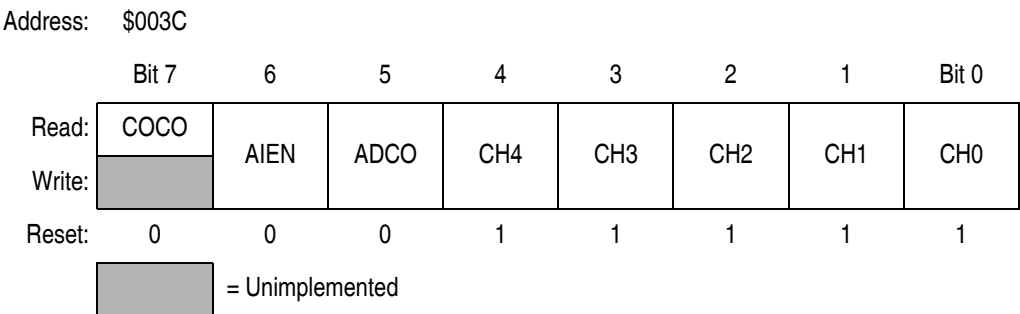 Address: $003C
Bit 7 6 5 4 3 2 1 Bit 0
Read: COCO AIEN ADCO CH4 CH3 CH2 CH1 CH0
Write:
Reset: 0 0 0 1 1 1 1 1
= Unimplemented